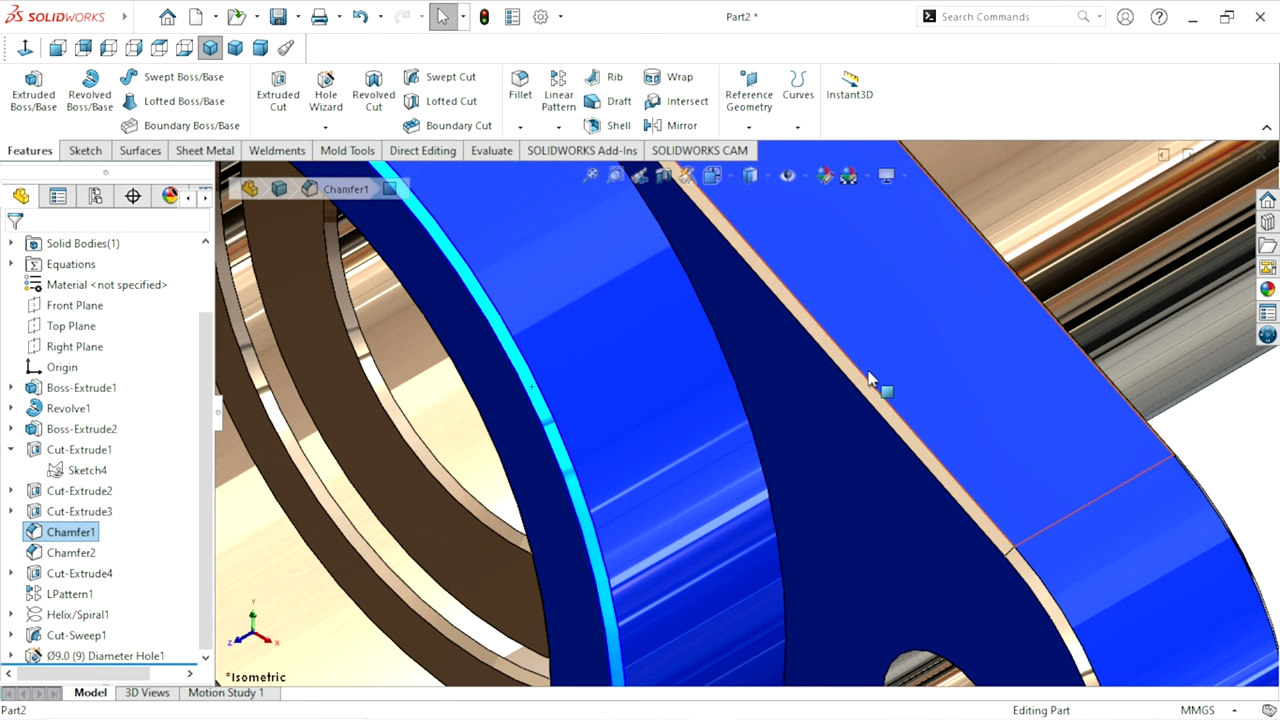 SOLIDWORKS
Part2 *
Search Commands
Extruded Boss/Base
Revolved Boss/Base
Swept Boss/Base
Lofted Boss/Base
Boundary Boss/Base
Extruded Cut
Hole Wizard
Revolved Cut
Swept Cut
Lofted Cut
Boundary Cut
Fillet
Linear Pattern
Rib
Draft
Shell
Wrap
Intersect
Mirror
Reference Geometry
Curves
Instant3D
Features
Sketch
Surfaces
Sheet Metal
Weldments
Mold Tools
Direct Editing
Evaluate
SOLIDWORKS Add-Ins
SOLIDWORKS CAM
Chamfer1
Solid Bodies(1)
Equations
Material <not specified>
Front Plane
Top Plane
Right Plane
Origin
Boss-Extrude1
Revolve1
Boss-Extrude2
Cut-Extrude1
Sketch4
Cut-Extrude2
Cut-Extrude3
Chamfer1
Chamfer2
Cut-Extrude4
LPattern1
Helix/Spiral1
Cut-Sweep1
Ø9.0 (9) Diameter Hole1
Y
Z
X
*Isometric
Model
3D Views
Motion Study 1
Part2
Editing Part
MMGS